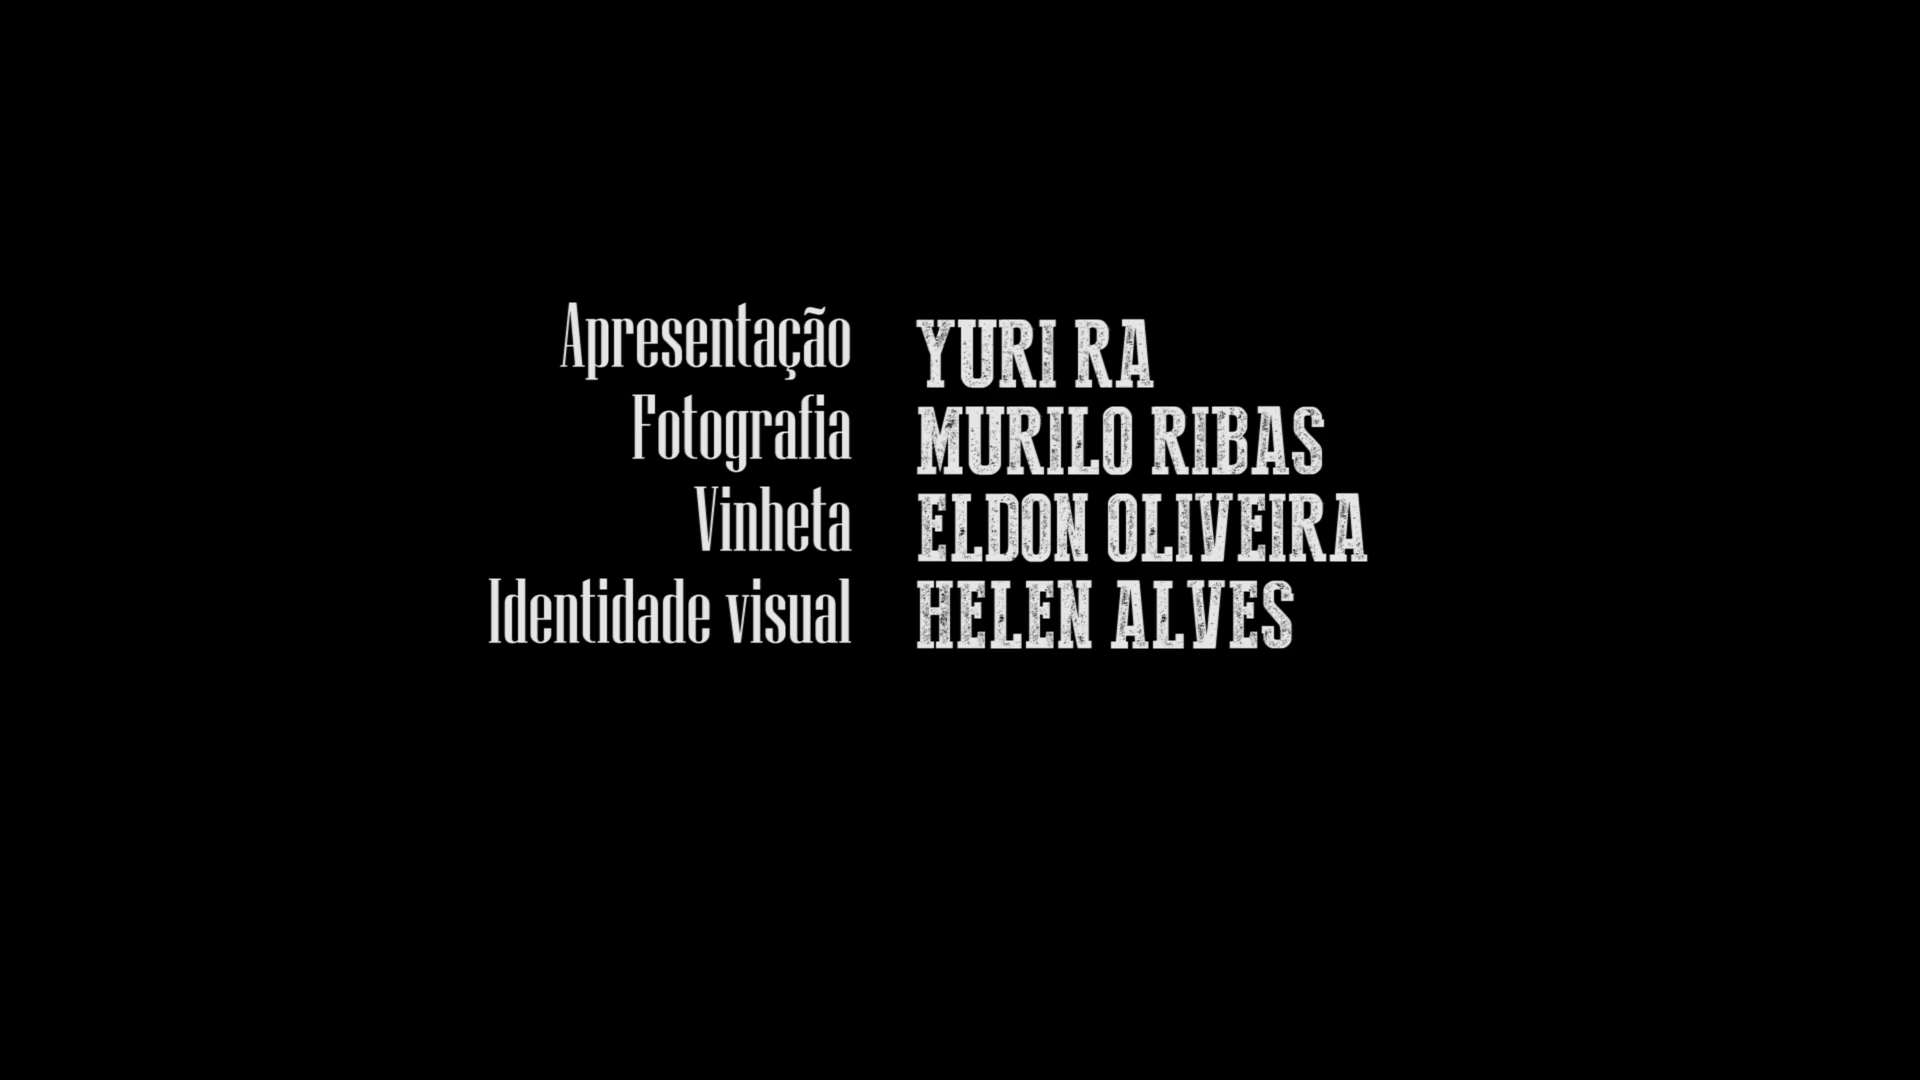 Apresentação YURI RA
Fotografia MURILO RIBAS
Vinheta ELDON OLIVEIRA
Identidade visual HELEN ALVES